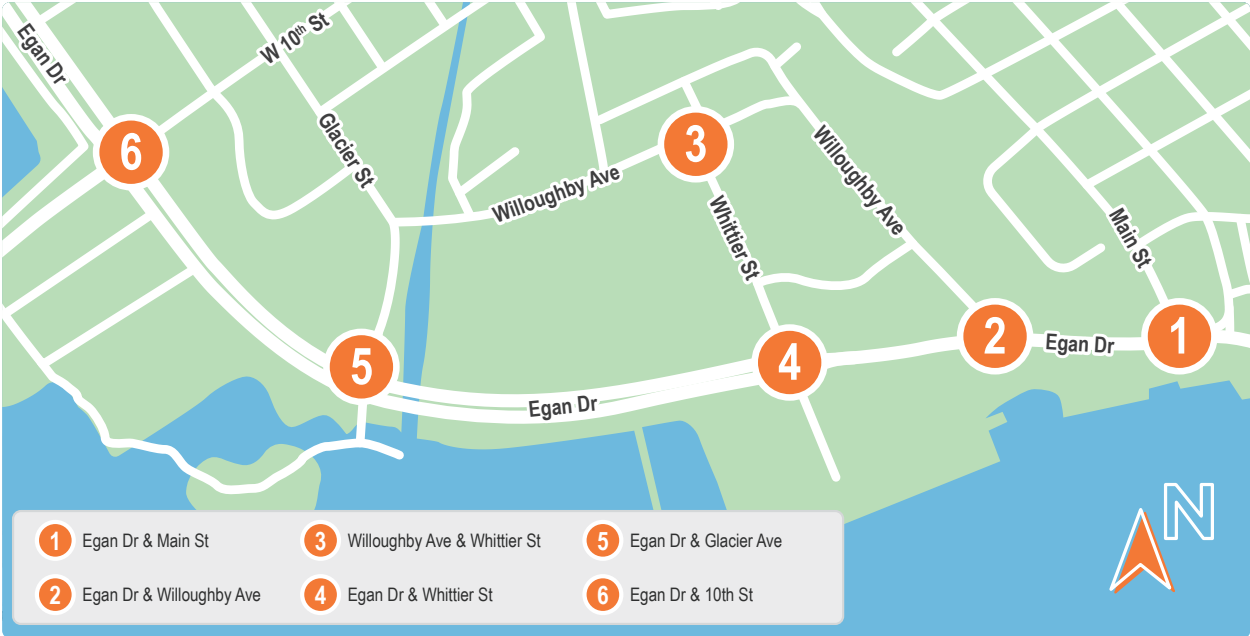 Egan Dr
W 10th St
6
Glacier St
3
Willoughby Ave
Willoughby Ave
Whittier St
Main St
5
4
2
Egan Dr
1
Egan Dr
N
1 Egan Dr & Main St
3 Willoughby Ave & Whittier St
5 Egan Dr & Glacier Ave
2 Egan Dr & Willoughby Ave
4 Egan Dr & Whittier St
6 Egan Dr & 10th St